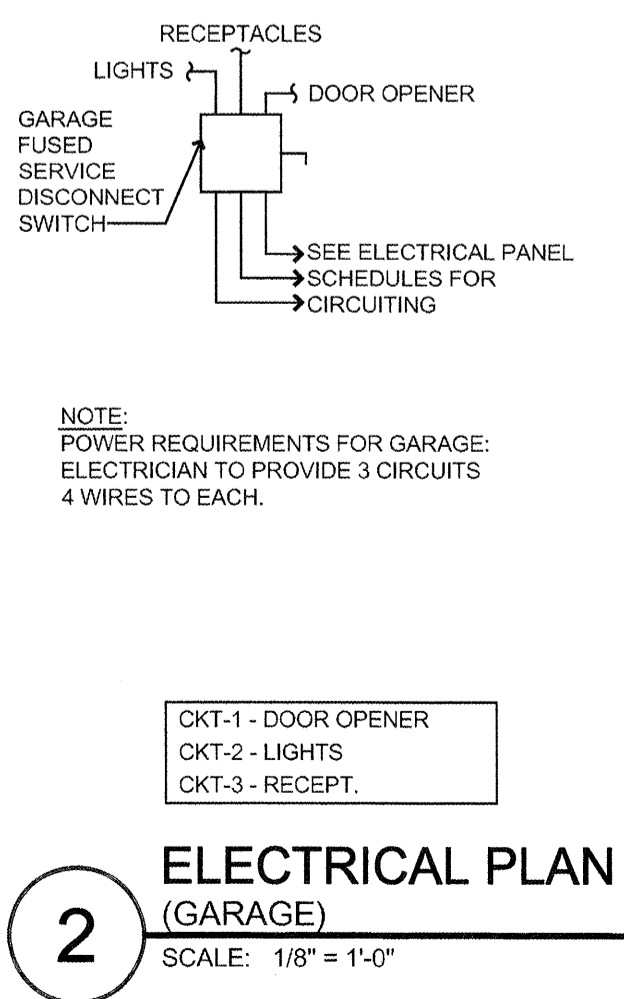 RECEPTACLES
LIGHTS
DOOR OPENER
GARAGE
FUSED
SERVICE
DISCONNECT
SWITCH
SEE ELECTRICAL PANEL
SCHEDULES FOR
CIRCUITING
NOTE:
POWER REQUIREMENTS FOR GARAGE:
ELECTRICIAN TO PROVIDE 3 CIRCUITS
4 WIRES TO EACH.
CKT-1 - DOOR OPENER
CKT-2 - LIGHTS
CKT-3 - RECEPT.
2
ELECTRICAL PLAN
(GARAGE)
SCALE: 1/8" = 1'-0"